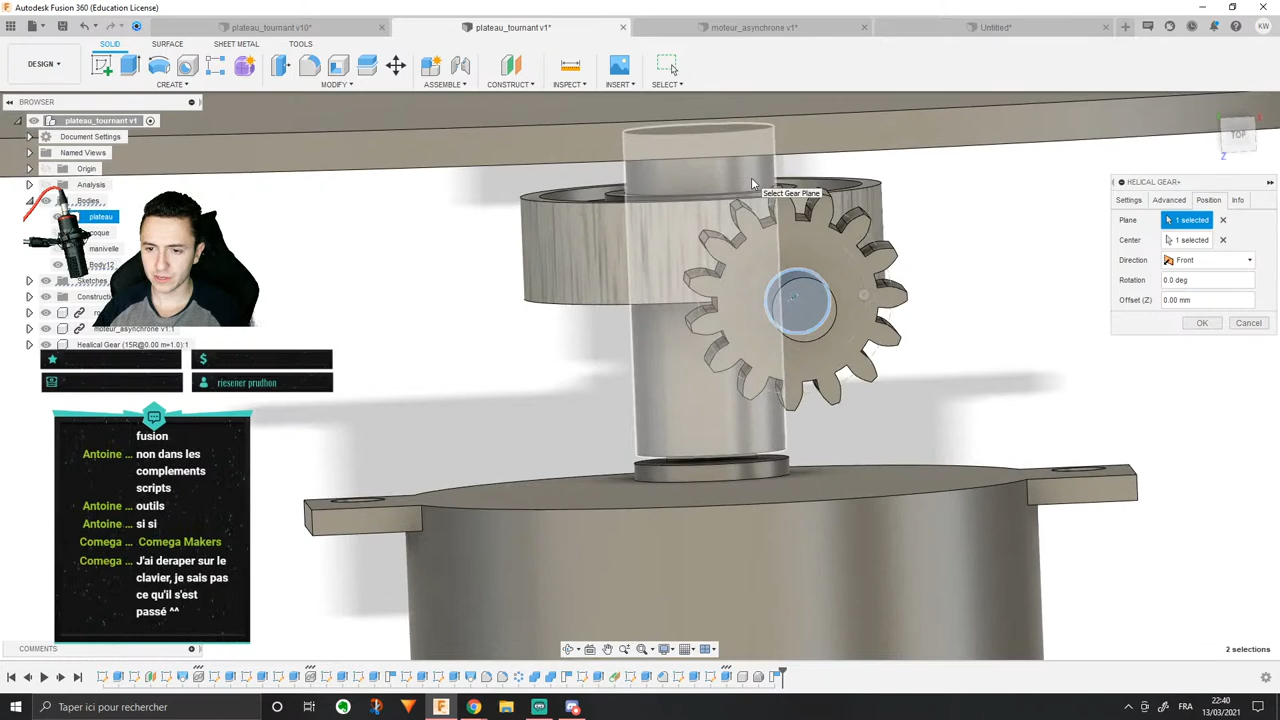 Autodesk Fusion 360 (Education License)
plateau_tournant v10*
plateau_tournant v1*
moteur_asynchrone v1*
Untitled*
KW
SOLID SURFACE SHEET METAL TOOLS
DESIGN
CREATE MODIFY ASSEMBLE CONSTRUCT INSPECT INSERT SELECT
BROWSER
plateau_tournant v1
Document Settings
Named Views
Origin
Analysis
Bodies
plateau
coque
manivelle
Body12
Sketches
moteur_asynchrone v1:1
Healical Gear (15R@0.00 mm=1.0):1
TOP
Z
Select Gear Plane
HELICAL GEAR+
Settings Advanced Position Info
Plane 1 selected
Center 1 selected
Direction Front
Rotation 0.0 deg
Offset (Z) 0.00 mm
OK Cancel
$
riesener prudhon
fusion
Antoine ... non dans les
complements
scripts
Antoine ... outils
Antoine ... si si
Comega ... Comega Makers
Comega ... J'ai deraper sur le
clavier, je sais pas
ce qu'il s'est
passé ^^
COMMENTS
2 selections
Taper ici pour rechercher
FRA
22:40
13/03/2021